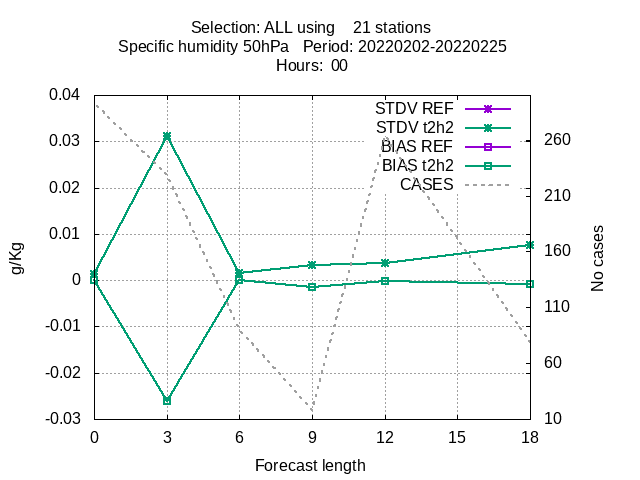 Selection: ALL using    21 stations
Specific humidity 50hPa   Period: 20220202-20220225
Hours:  00
STDV REF
STDV t2h2
BIAS REF
BIAS t2h2
CASES
0.04
0.03
0.02
0.01
0
-0.01
-0.02
-0.03
g/Kg
260
210
160
110
60
10
No cases
0 3 6 9 12 15 18
Forecast length